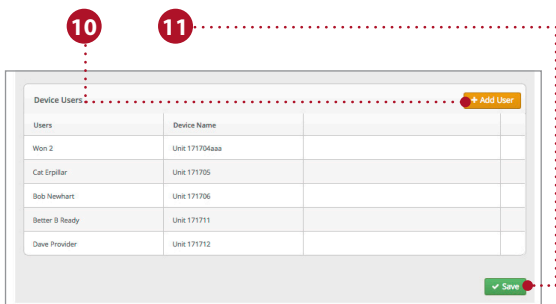 10 11
Device Users + Add User
Users Device Name
Won 2 Unit 171704aaa
Cat Erpillar Unit 171705
Bob Newhart Unit 171706
Better B Ready Unit 171711
Dave Provider Unit 171712
Save